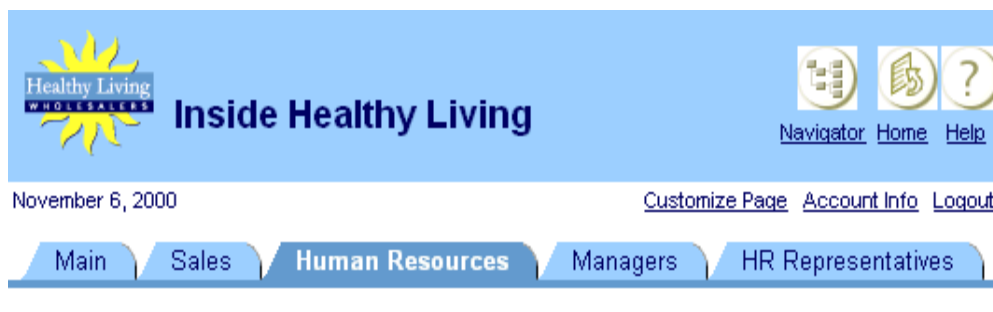 Healthy Living
WHOLESALERS
Inside Healthy Living
?
Navigator Home Help
November 6, 2000 Customize Page Account Info Logout
Main Sales Human Resources Managers HR Representatives